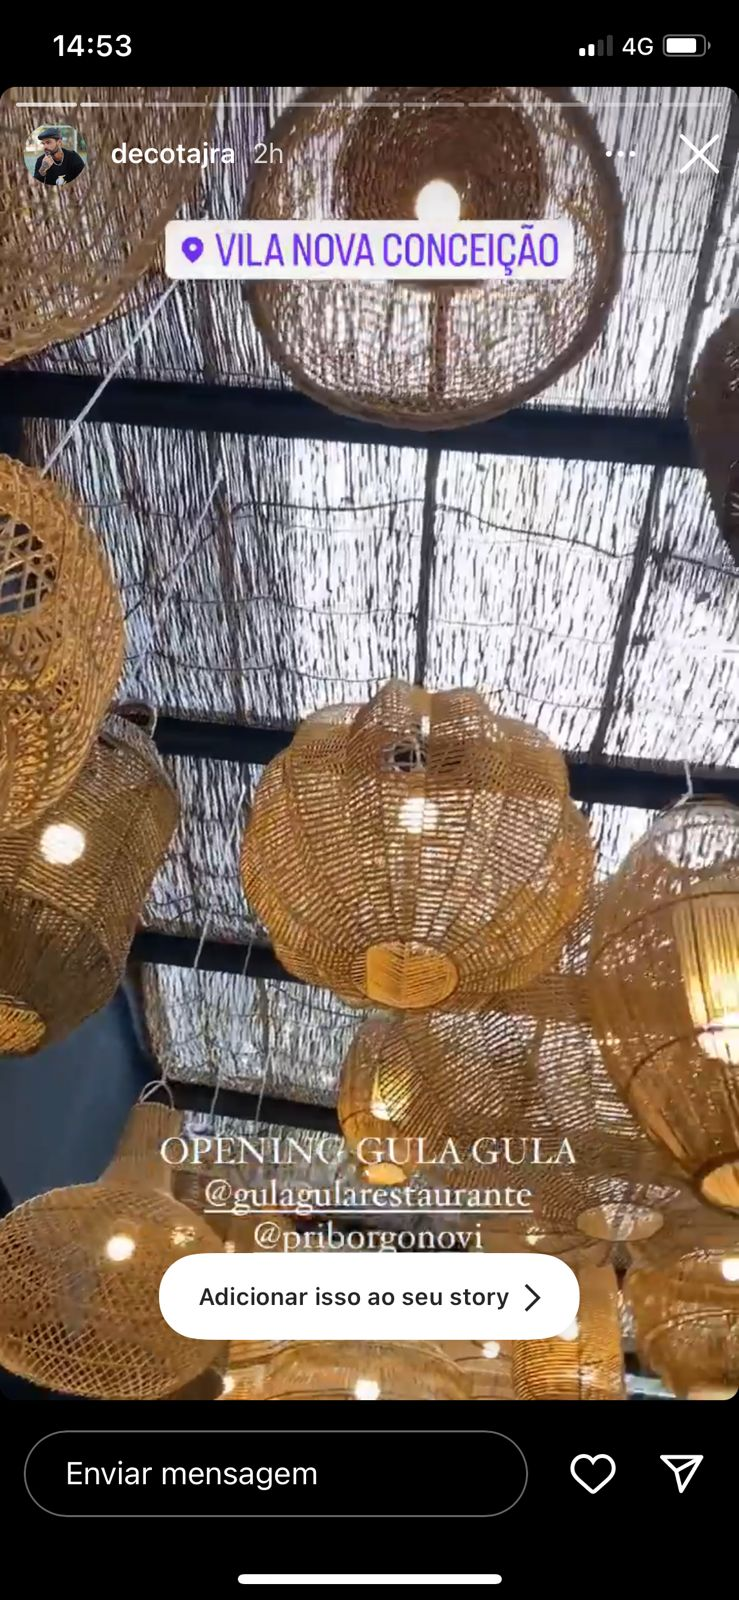 14:53
4G
decotajra 2h
VILA NOVA CONCEIÇÃO
OPENING GULA GULA
@gulagularestaurante
@priborgonovi
Adicionar isso ao seu story
Enviar mensagem